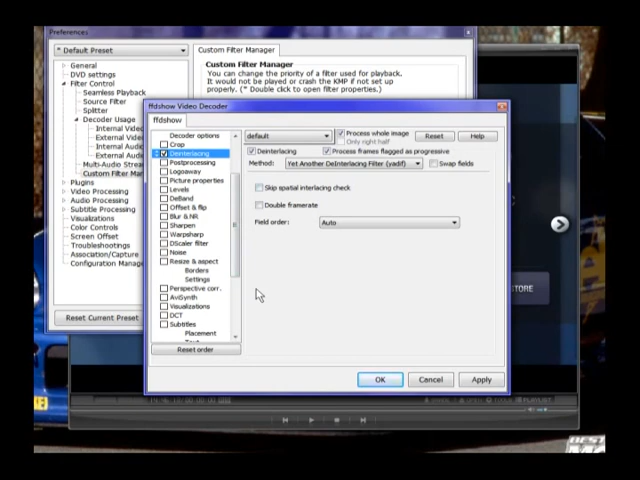 Preferences
* Default Preset
Custom Filter Manager
General
DVD settings
Filter Control
Seamless Playback
Source Filter
Splitter
Decoder Usage
Internal Video
External Video
Internal Audio
External Audio
Multi-Audio Stream
Custom Filter Mana
Plugins
Video Processing
Audio Processing
Subtitle Processing
Visualizations
Color Controls
Screen Offset
Troubleshooting
Association/Capture
Configuration Manage
Reset Current Preset
Custom Filter Manager
You can change the priority of a filter used for playback.
It would not be played or crash the KMP if not set up
properly. (* Double click to open filter properties.)
ffdshow Video Decoder
ffdshow
Decoder options
Crop
Deinterlacing
Postprocessing
Logoaway
Picture properties
Levels
DeBand
Offset & flip
Blur & NR
Sharpen
Warpsharp
DScaler filter
Noise
Resize & aspect
Borders
Settings
Perspective corr.
AviSynth
Visualizations
DCT
Subtitles
Placement
Reset order
default
Process whole image
Only right half
Reset
Help
Deinterlacing
Process frames flagged as progressive
Method:
Yet Another DeInterlacing Filter (yadif)
Swap fields
Skip spatial interlacing check
Double framerate
Field order:
Auto
OK
Cancel
Apply
STORE
PLAYLIST
BEST